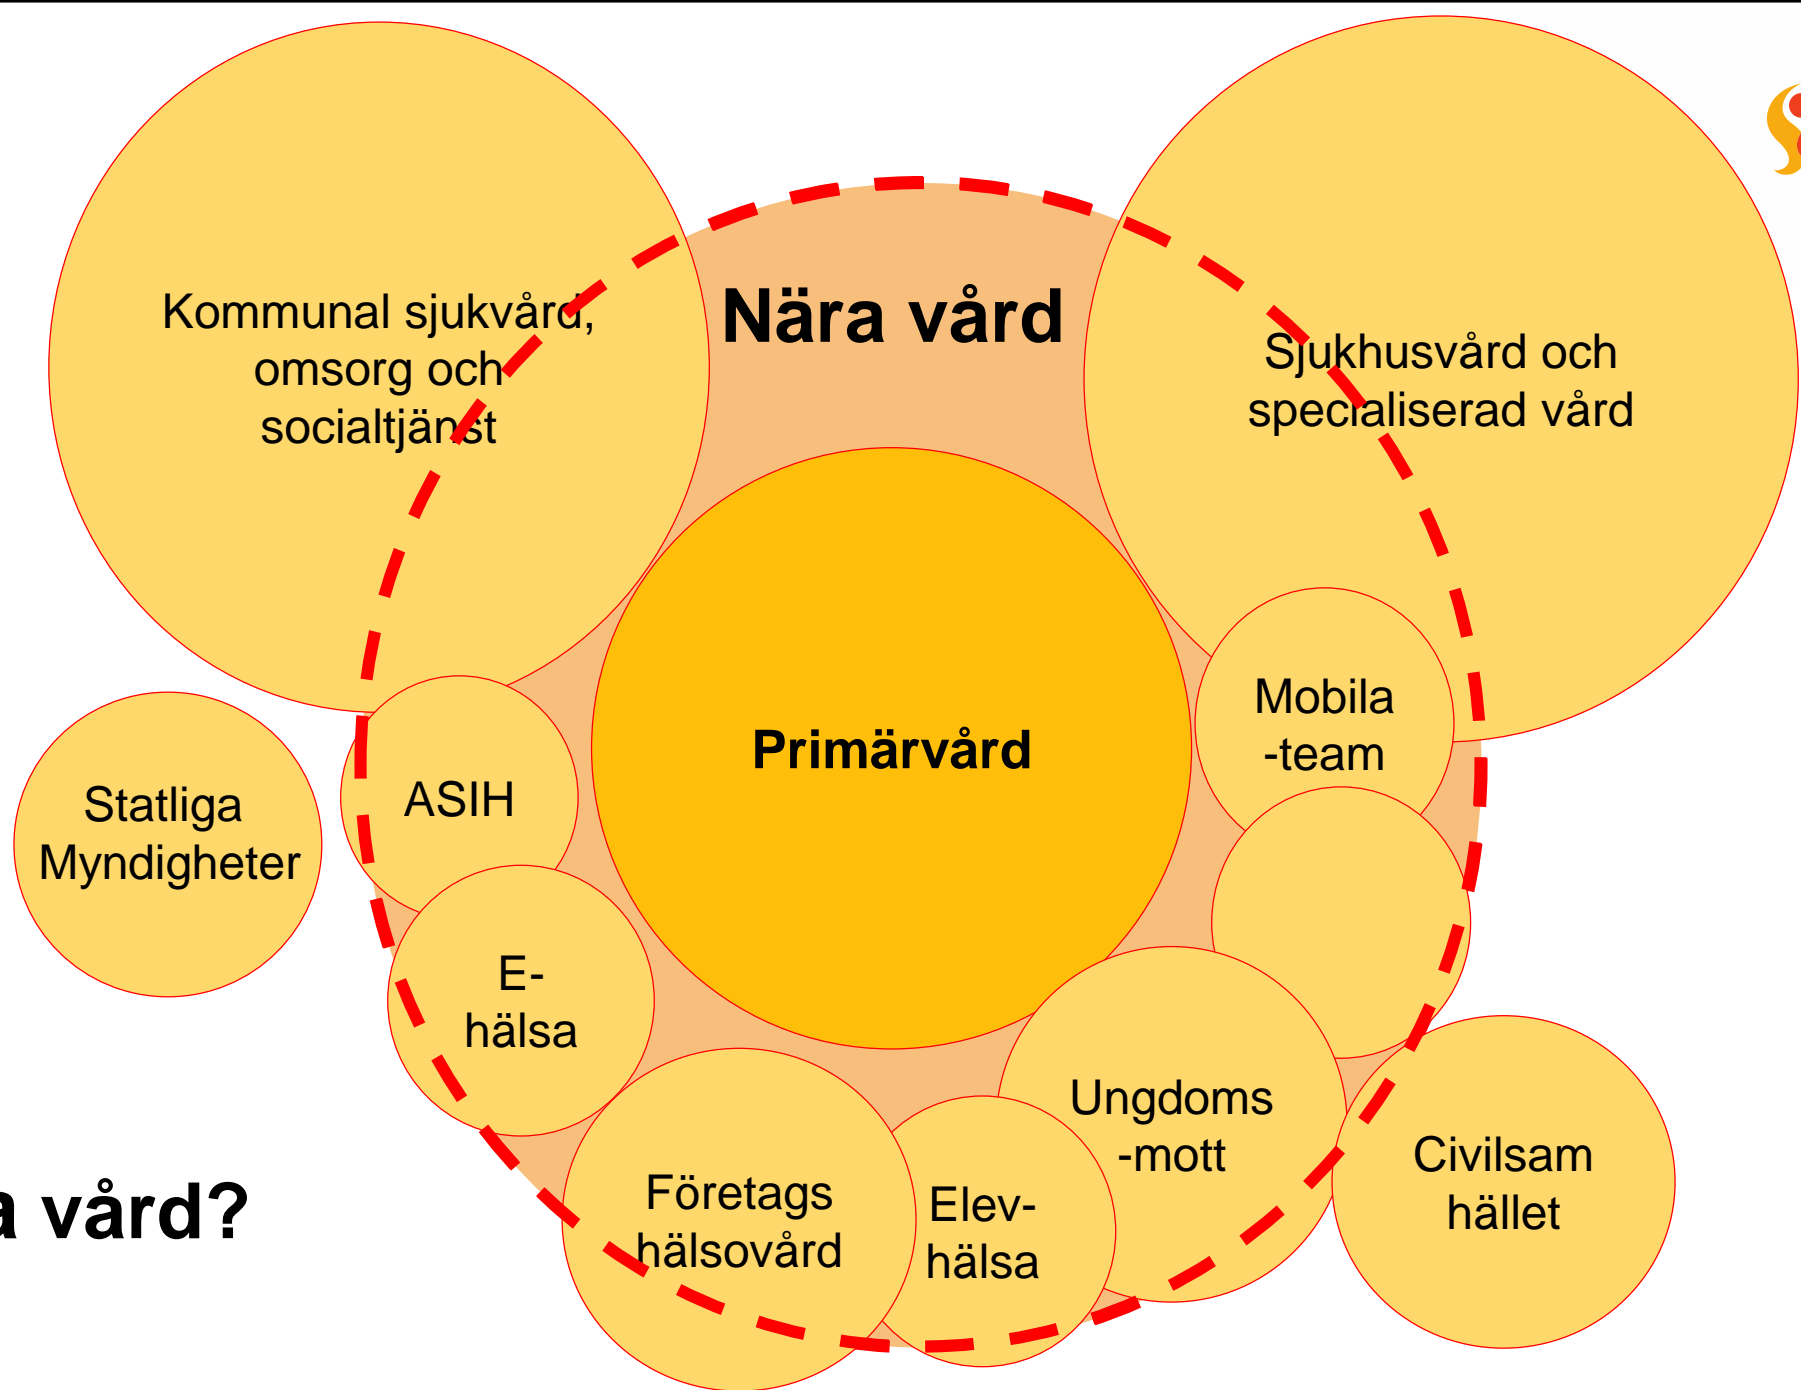 Nära vård
Kommunal sjukvård,
omsorg och
socialtjänst
Sjukhusvård och
specialiserad vård
Primärvård
Mobila
-team
Statliga
Myndigheter
ASIH
E-
hälsa
Ungdoms
-mott
Civilsam
hället
Företags
hälsovård
Elev-
hälsa
a vård?